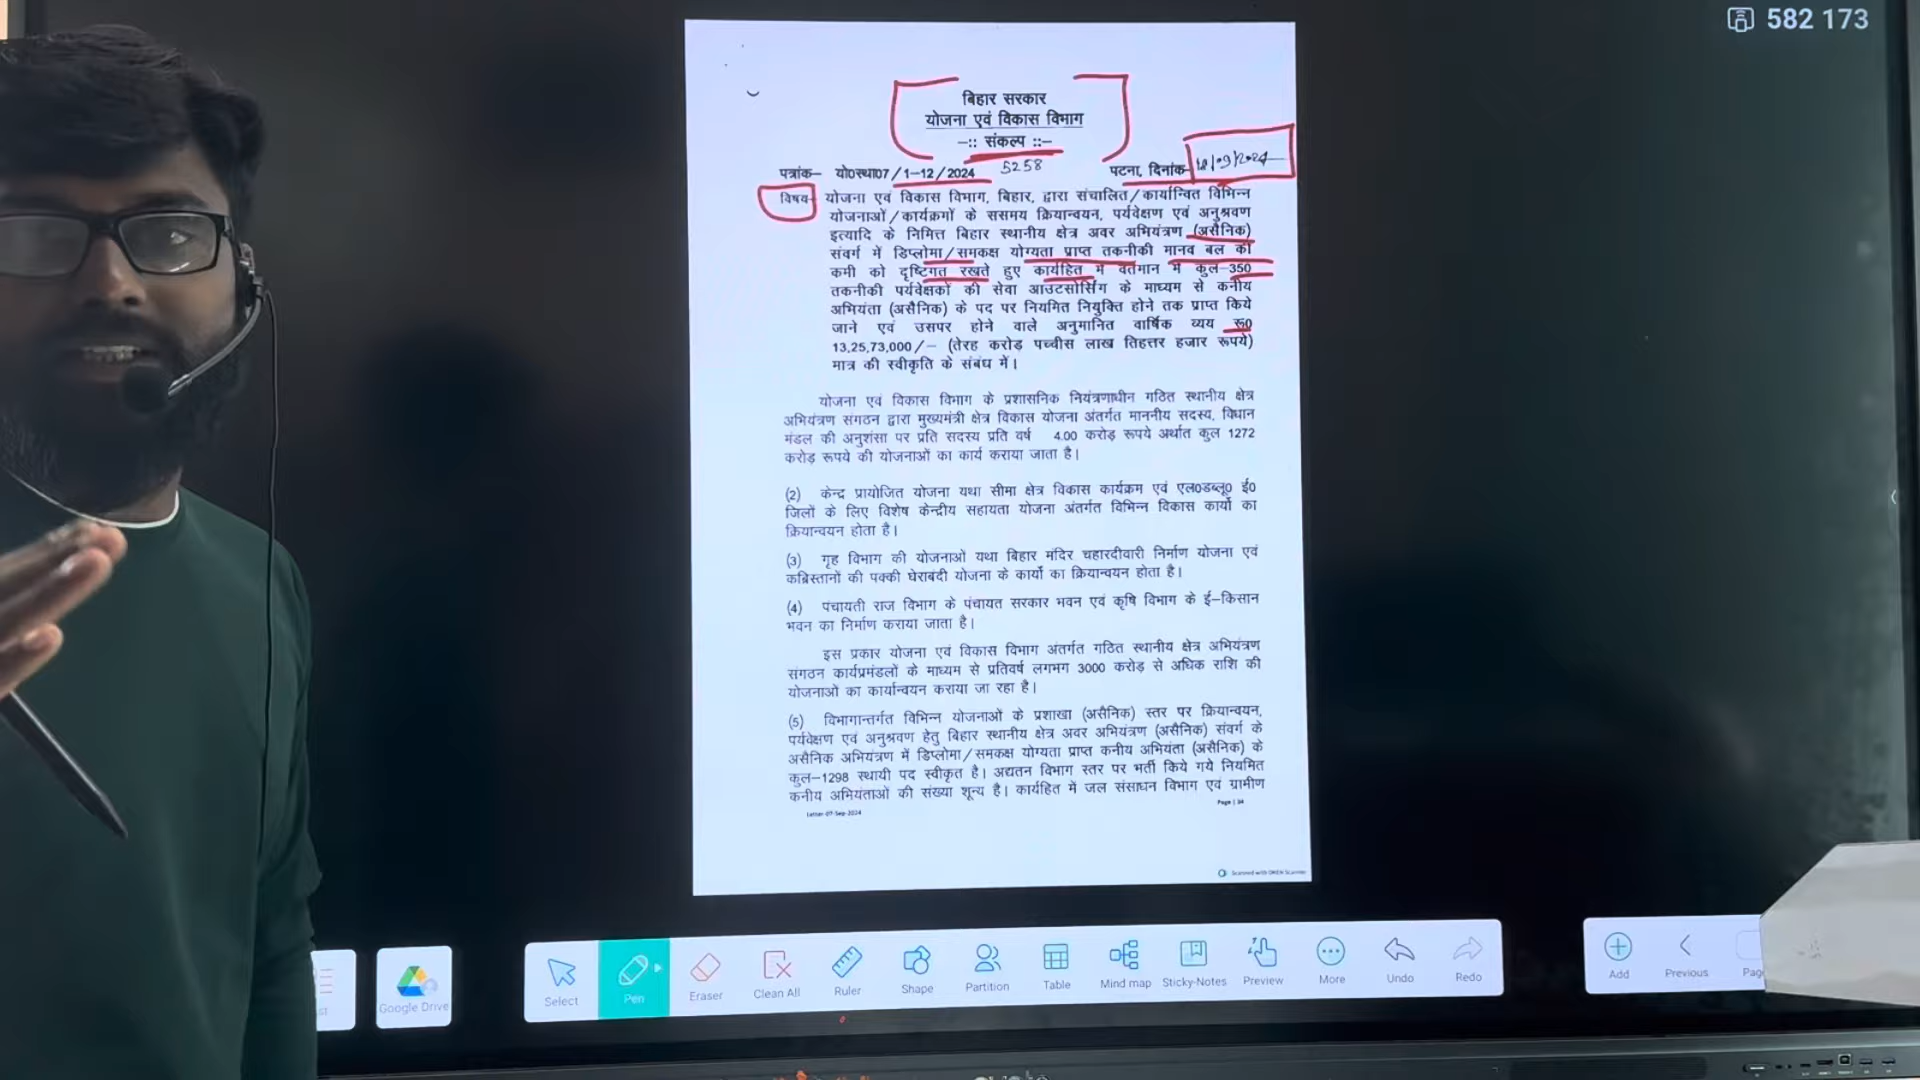 582 173
बिहार सरकार
योजना एवं विकास विभाग
-:: संकल्प ::-
पत्रांक– यो0स्था07/1-12/2024 5258 पटना, दिनांक-
विषय- योजना एवं विकास विभाग, बिहार, द्वारा संचालित/कार्यान्वित विभिन्न
योजनाओं/कार्यक्रमों के ससमय क्रियान्वयन, पर्यवेक्षण एवं अनुश्रवण
इत्यादि के निमित्त बिहार स्थानीय क्षेत्र अवर अभियंत्रण (असैनिक)
संवर्ग में डिप्लोमा/समकक्ष योग्यता प्राप्त तकनीकी मानव बल की
कमी को दृष्टिगत रखते हुए कार्यहित में वर्तमान में कुल-350
तकनीकी पर्यवेक्षकों की सेवा आउटसोर्सिंग के माध्यम से कनीय
अभियंता (असैनिक) के पद पर नियमित नियुक्ति होने तक प्राप्त किये
जाने एवं उसपर होने वाले अनुमानित वार्षिक व्यय रू0
13,25,73,000/- (तेरह करोड़ पच्चीस लाख तिहत्तर हजार रूपये)
मात्र की स्वीकृति के संबंध में।
योजना एवं विकास विभाग के प्रशासनिक नियंत्रणाधीन गठित स्थानीय क्षेत्र
अभियंत्रण संगठन द्वारा मुख्यमंत्री क्षेत्र विकास योजना अंतर्गत माननीय सदस्य, विधान
मंडल की अनुशंसा पर प्रति सदस्य प्रति वर्ष 4.00 करोड़ रूपये अर्थात कुल 1272
करोड़ रूपये की योजनाओं का कार्य कराया जाता है।
(2) केन्द्र प्रायोजित योजना यथा सीमा क्षेत्र विकास कार्यक्रम एवं एल0डब्लू0 ई0
जिलों के लिए विशेष केन्द्रीय सहायता योजना अंतर्गत विभिन्न विकास कार्यो का
क्रियान्वयन होता है।
(3) गृह विभाग की योजनाओं यथा बिहार मंदिर चहारदीवारी निर्माण योजना एवं
कब्रिस्तानों की पक्की घेराबंदी योजना के कार्यो का क्रियान्वयन होता है।
(4) पंचायती राज विभाग के पंचायत सरकार भवन एवं कृषि विभाग के ई-किसान
भवन का निर्माण कराया जाता है।
इस प्रकार योजना एवं विकास विभाग अंतर्गत गठित स्थानीय क्षेत्र अभियंत्रण
संगठन कार्यप्रमंडलों के माध्यम से प्रतिवर्ष लगभग 3000 करोड़ से अधिक राशि की
योजनाओं का कार्यान्वयन कराया जा रहा है।
(5) विभागान्तर्गत विभिन्न योजनाओं के प्रशाखा (असैनिक) स्तर पर क्रियान्वयन,
पर्यवेक्षण एवं अनुश्रवण हेतु बिहार स्थानीय क्षेत्र अवर अभियंत्रण (असैनिक) संवर्ग के
असैनिक अभियंत्रण में डिप्लोमा/समकक्ष योग्यता प्राप्त कनीय अभियंता (असैनिक) के
कुल-1298 स्थायी पद स्वीकृत है। अद्यतन विभाग स्तर पर भर्ती किये गये नियमित
कनीय अभियंताओं की संख्या शून्य है। कार्यहित में जल संसाधन विभाग एवं ग्रामीण
Page | 34
Letter-07-Sep-2024
Scanned with OKEN Scanner
Google Drive
Select
Pen
Eraser
Clean All
Ruler
Shape
Partition
Table
Mind map
Sticky-Notes
Preview
More
Undo
Redo
Add
Previous